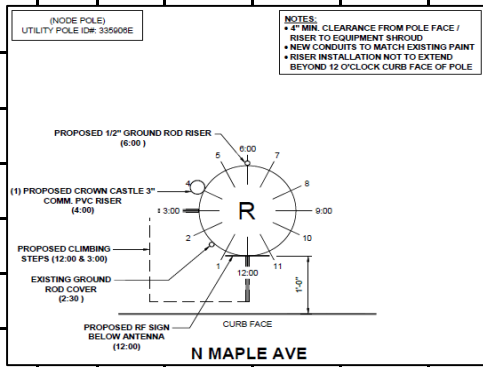 (NODE POLE)
UTILITY POLE ID#: 335906E
NOTES:
• 4" MIN. CLEARANCE FROM POLE FACE /
RISER TO EQUIPMENT SHROUD
• NEW CONDUITS TO MATCH EXISTING PAINT
• RISER INSTALLATION NOT TO EXTEND
BEYOND 12 O'CLOCK CURB FACE OF POLE
PROPOSED 1/2" GROUND ROD RISER
(6:00 )
6:00
5
7
4
8
(1) PROPOSED CROWN CASTLE 3"
COMM. PVC RISER
(4:00)
3:00
R
9:00
2
10
PROPOSED CLIMBING
STEPS (12:00 & 3:00)
1
11
12:00
EXISTING GROUND
ROD COVER
(2:30 )
1'-0"
PROPOSED RF SIGN
BELOW ANTENNA
(12:00)
CURB FACE
N MAPLE AVE